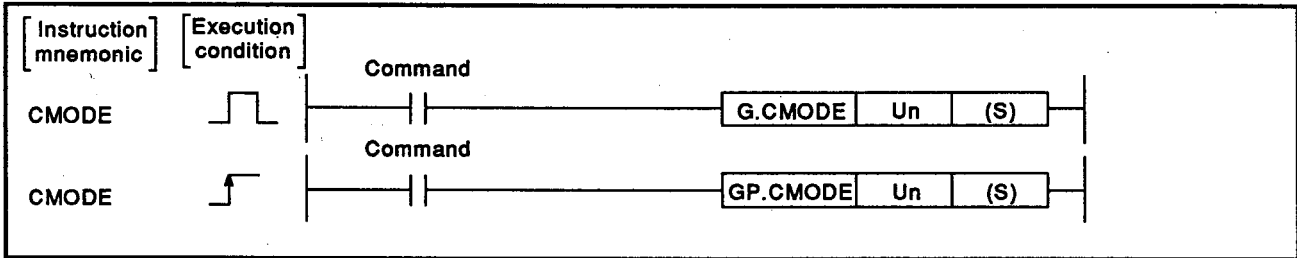 Instruction mnemonic
Execution condition
Command
CMODE
G.CMODE Un (S)
Command
CMODE
GP.CMODE Un (S)